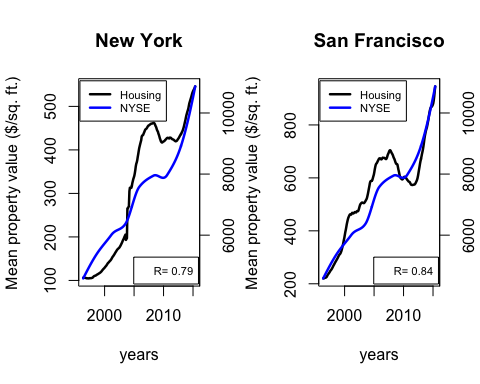 New York
Mean property value ($/sq. ft.)
100 200 300 400 500
Housing
NYSE
R= 0.79
6000 8000 10000
2000 2010
years
San Francisco
Mean property value ($/sq. ft.)
200 400 600 800
Housing
NYSE
R= 0.84
6000 8000 10000
2000 2010
years